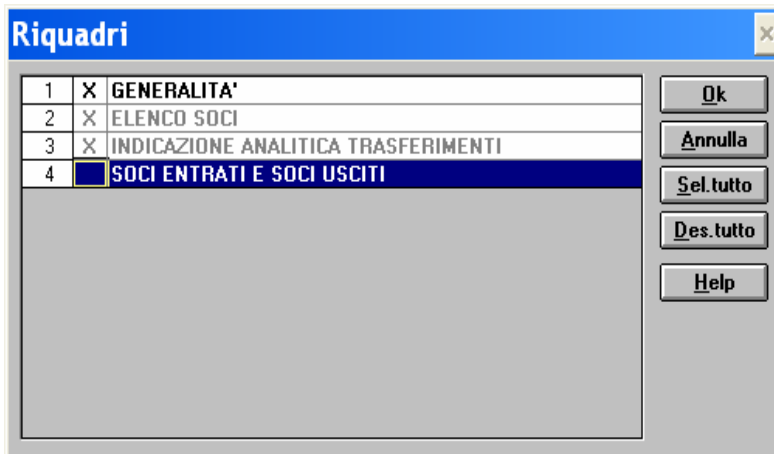 Riquadri
1 X GENERALITA'
2 X ELENCO SOCI
3 X INDICAZIONE ANALITICA TRASFERIMENTI
4 SOCI ENTRATI E SOCI USCITI
Ok
Annulla
Sel.tutto
Des.tutto
Help